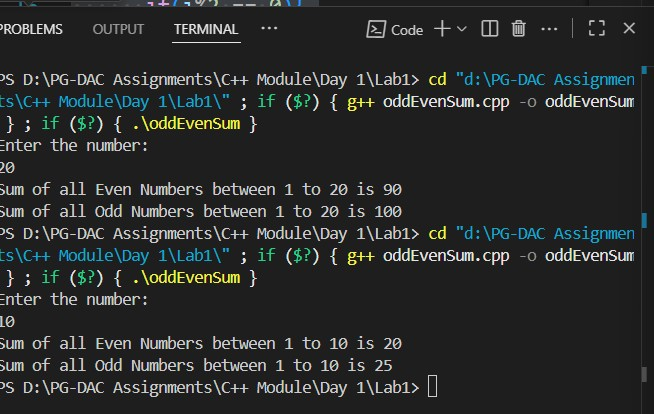 if(i%2 == 0)
PROBLEMS OUTPUT TERMINAL ... Code
PS D:\PG-DAC Assignments\C++ Module\Day 1\Lab1> cd "d:\PG-DAC Assignmen
ts\C++ Module\Day 1\Lab1\" ; if ($?) { g++ oddEvenSum.cpp -o oddEvenSum
} ; if ($?) { .\oddEvenSum }
Enter the number:
20
Sum of all Even Numbers between 1 to 20 is 90
Sum of all Odd Numbers between 1 to 20 is 100
PS D:\PG-DAC Assignments\C++ Module\Day 1\Lab1> cd "d:\PG-DAC Assignmen
ts\C++ Module\Day 1\Lab1\" ; if ($?) { g++ oddEvenSum.cpp -o oddEvenSum
} ; if ($?) { .\oddEvenSum }
Enter the number:
10
Sum of all Even Numbers between 1 to 10 is 20
Sum of all Odd Numbers between 1 to 10 is 25
PS D:\PG-DAC Assignments\C++ Module\Day 1\Lab1>